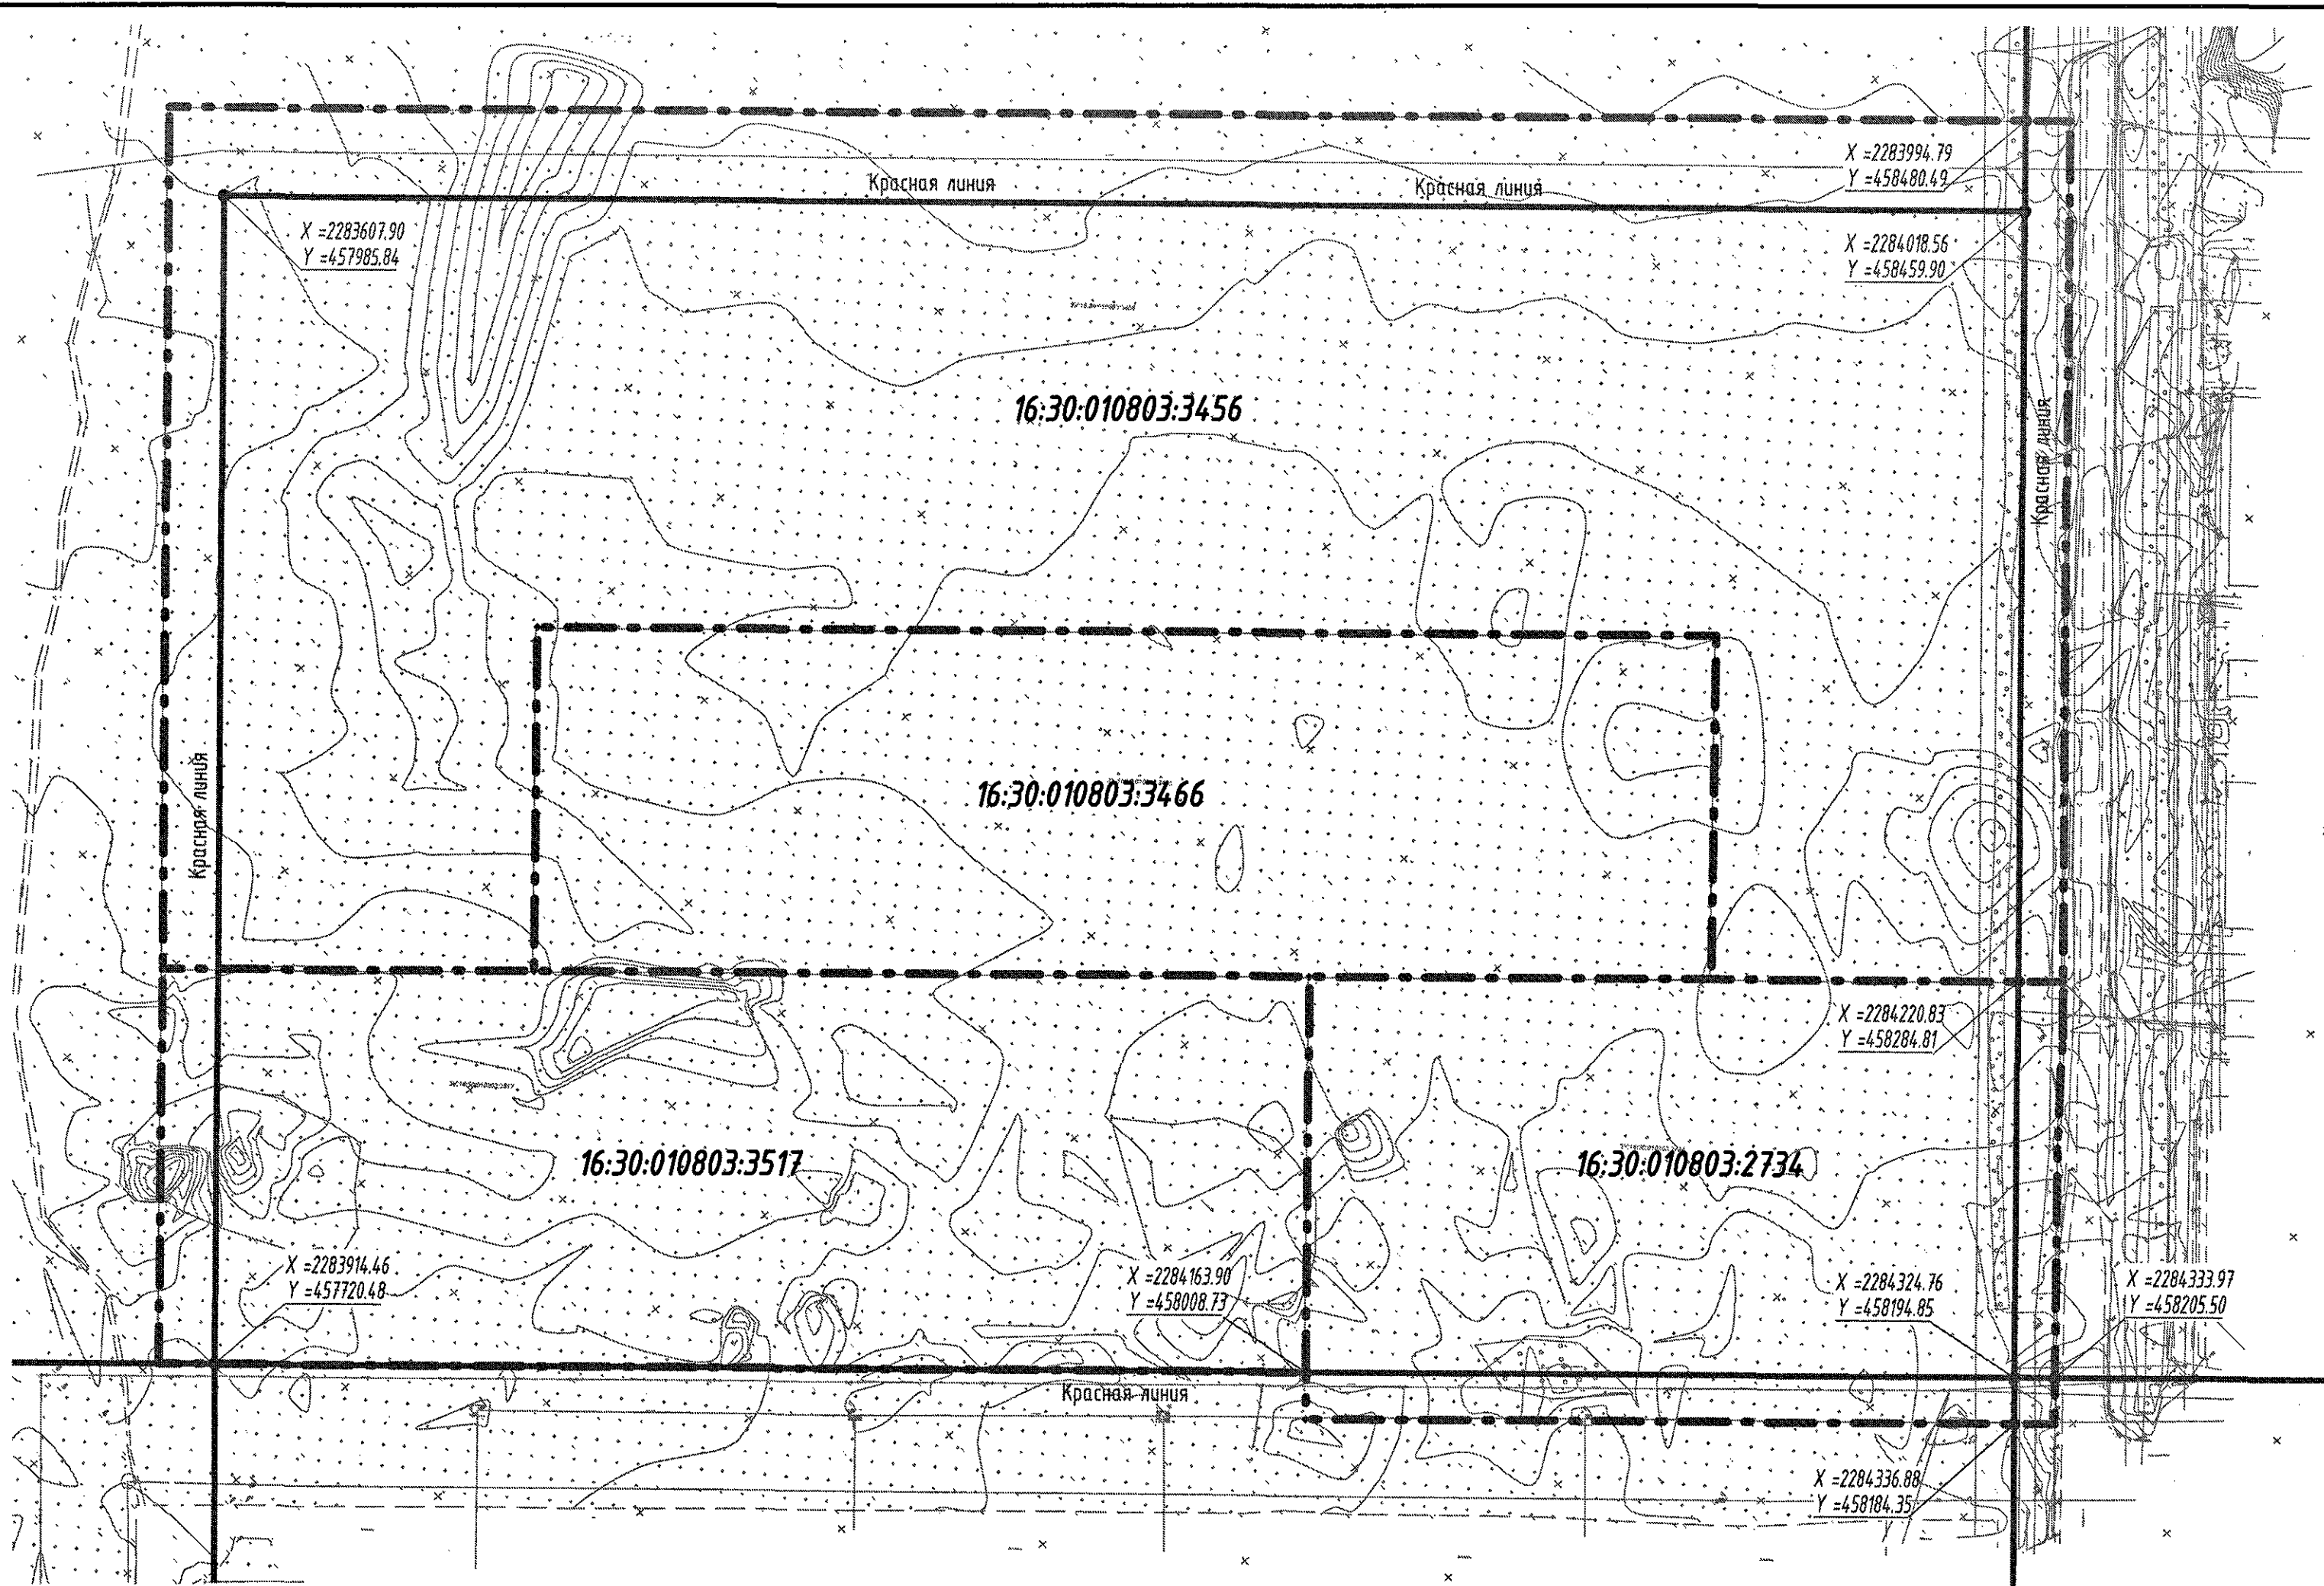 X =2283994.79
Y =458480.49
Красная линия
Красная линия
X =2283607.90
Y =457985.84
X =2284018.56
Y =458459.90
16:30:010803:3456
Красная линия
16:30:010803:3466
Красная линия
X =2284220.83
Y =458284.81
16:30:010803:3517
16:30:010803:2734
X =2283914.46
Y =457720.48
X =2284163.90
Y =458008.73
X =2284324.76
Y =458194.85
X =2284333.97
Y =458205.50
Красная линия
X =2284336.88
Y =458184.35